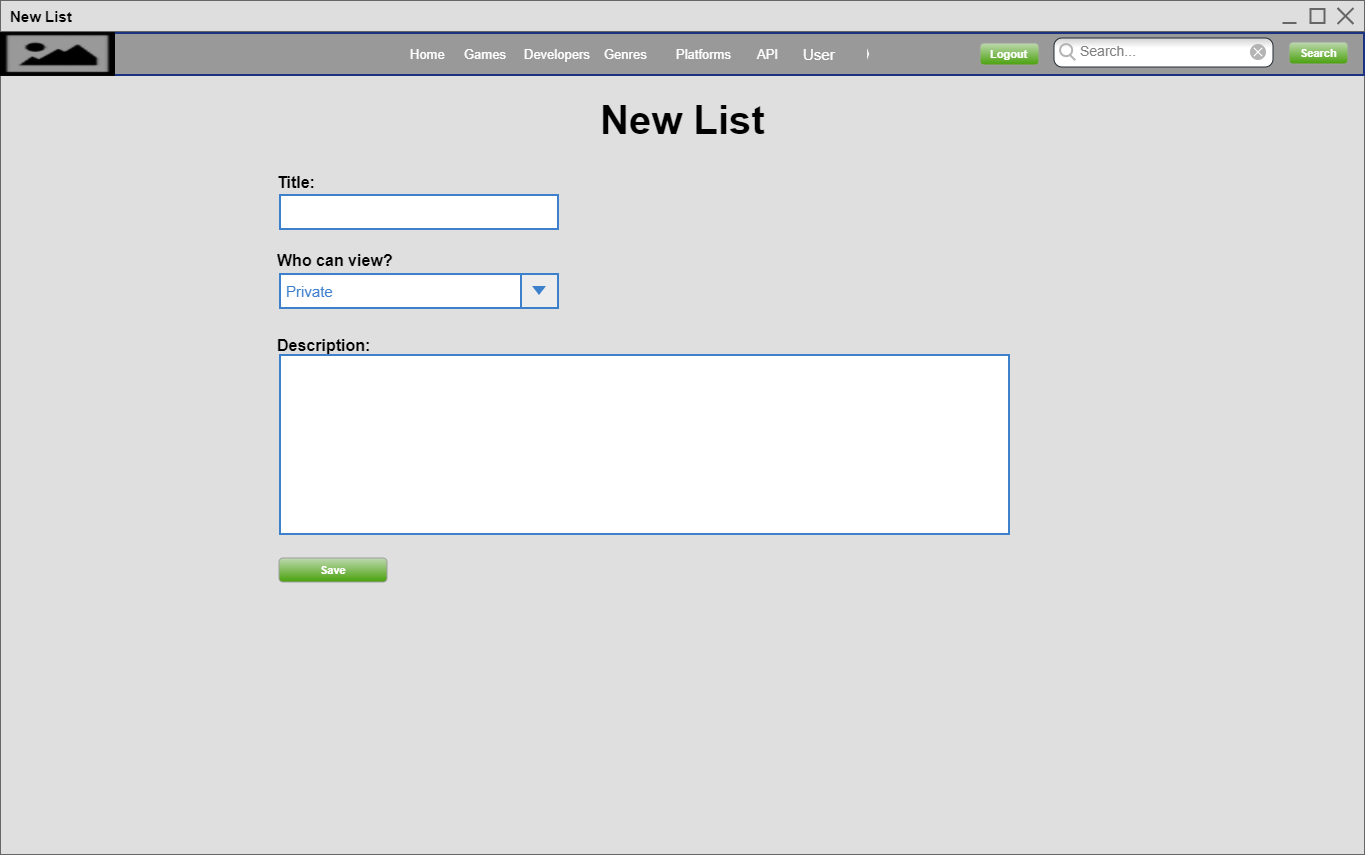 New List
Home Games Developers Genres Platforms API User Logout Search... Search
New List
Title:
Who can view?
Private
Description:
Save